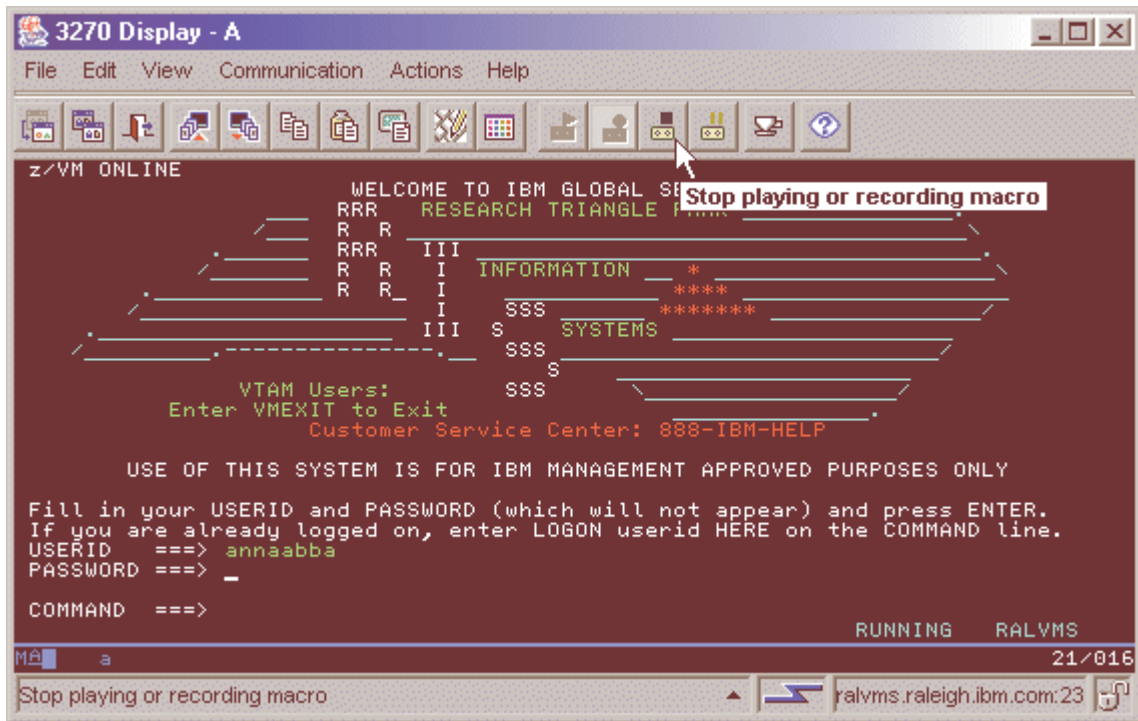 3270 Display - A
File Edit View Communication Actions Help
z/VM ONLINE
WELCOME TO IBM GLOBAL SE
Stop playing or recording macro
RRR RESEARCH TRIANGLE PARK
R R
RRR III
R R I INFORMATION *
R R_ I ****
I SSS *******
III S SYSTEMS
SSS
S
VTAM Users: SSS
Enter VMEXIT to Exit
Customer Service Center: 888-IBM-HELP
USE OF THIS SYSTEM IS FOR IBM MANAGEMENT APPROVED PURPOSES ONLY
Fill in your USERID and PASSWORD (which will not appear) and press ENTER.
If you are already logged on, enter LOGON userid HERE on the COMMAND line.
USERID ===> annaabba
PASSWORD ===> _
COMMAND ===>
RUNNING RALVMS
MA a 21/016
Stop playing or recording macro ralvms.raleigh.ibm.com:23